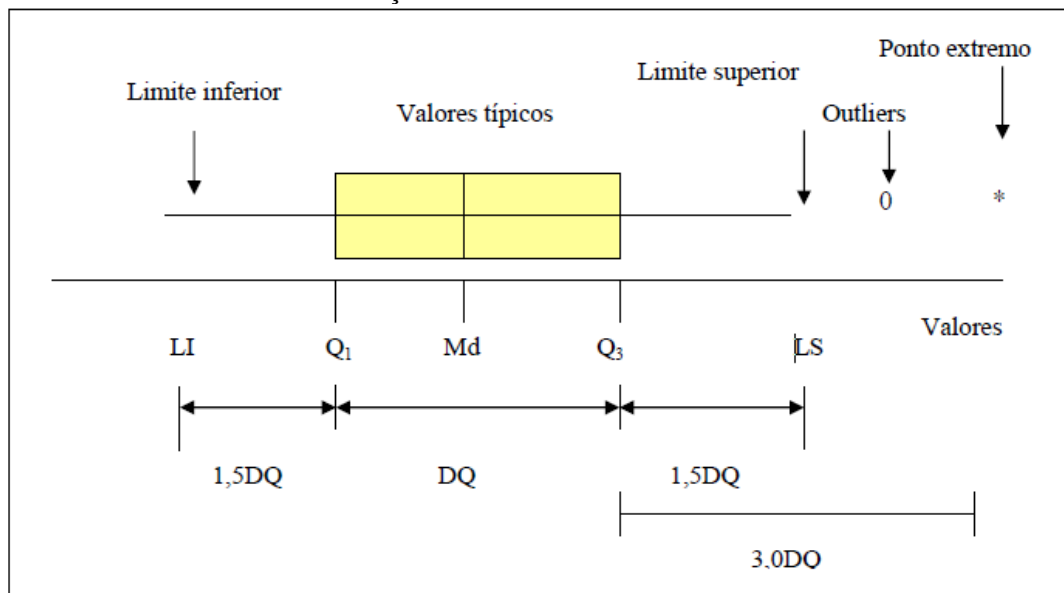 Ponto extremo
Limite superior
Limite inferior
Valores típicos
Outliers
0
*
Valores
LI
Q₁
Md
Q₃
LS
1,5DQ
DQ
1,5DQ
3.0DQ